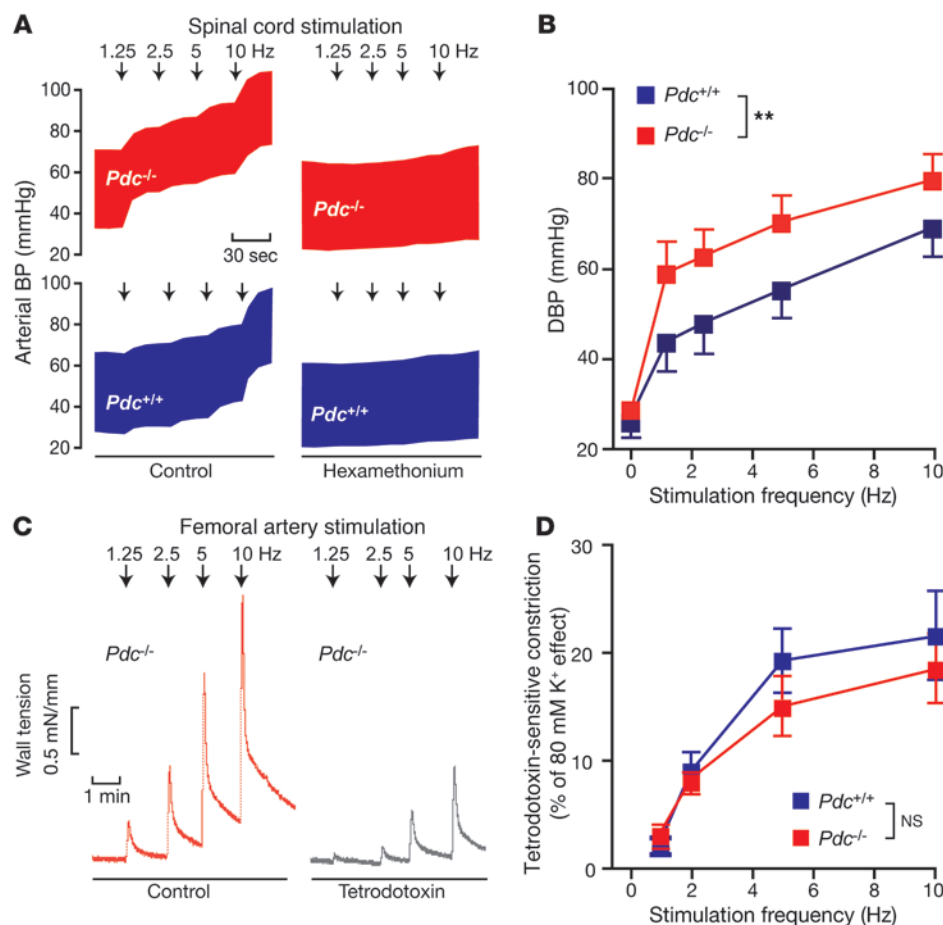 A
Spinal cord stimulation
1.25 2.5 5 10 Hz
1.25 2.5 5 10 Hz
Arterial BP (mmHg)
100
80
60
40
20
Pdc-/-
30 sec
Pdc-/-
100
80
60
40
20
Pdc+/+
Pdc+/+
Control
Hexamethonium
B
DBP (mmHg)
100
80
60
40
20
Pdc+/+
Pdc-/-
**
0 2 4 6 8 10
Stimulation frequency (Hz)
C
Femoral artery stimulation
1.25 2.5 5 10 Hz
1.25 2.5 5 10 Hz
Pdc-/-
Pdc-/-
Wall tension
0.5 mN/mm
1 min
Control
Tetrodotoxin
D
Tetrodotoxin-sensitive constriction
(% of 80 mM K+ effect)
30
20
10
0
Pdc+/+
Pdc-/-
NS
0 2 4 6 8 10
Stimulation frequency (Hz)